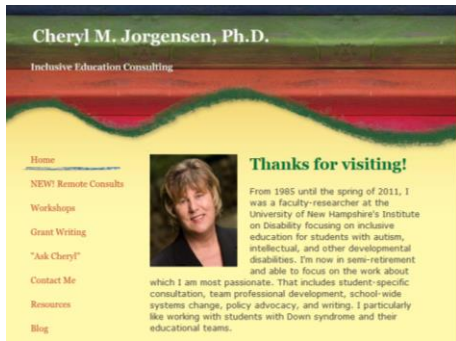 Cheryl M. Jorgensen, Ph.D.
Inclusive Education Consulting
Home
NEW! Remote Consults
Workshops
Grant Writing
"Ask Cheryl"
Contact Me
Resources
Blog
Thanks for visiting!
From 1985 until the spring of 2011, I
was a faculty-researcher at the
University of New Hampshire's Institute
on Disability focusing on inclusive
education for students with autism,
intellectual, and other developmental
disabilities. I'm now in semi-retirement
and able to focus on the work about
which I am most passionate. That includes student-specific
consultation, team professional development, school-wide
systems change, policy advocacy, and writing. I particularly
like working with students with Down syndrome and their
educational teams.